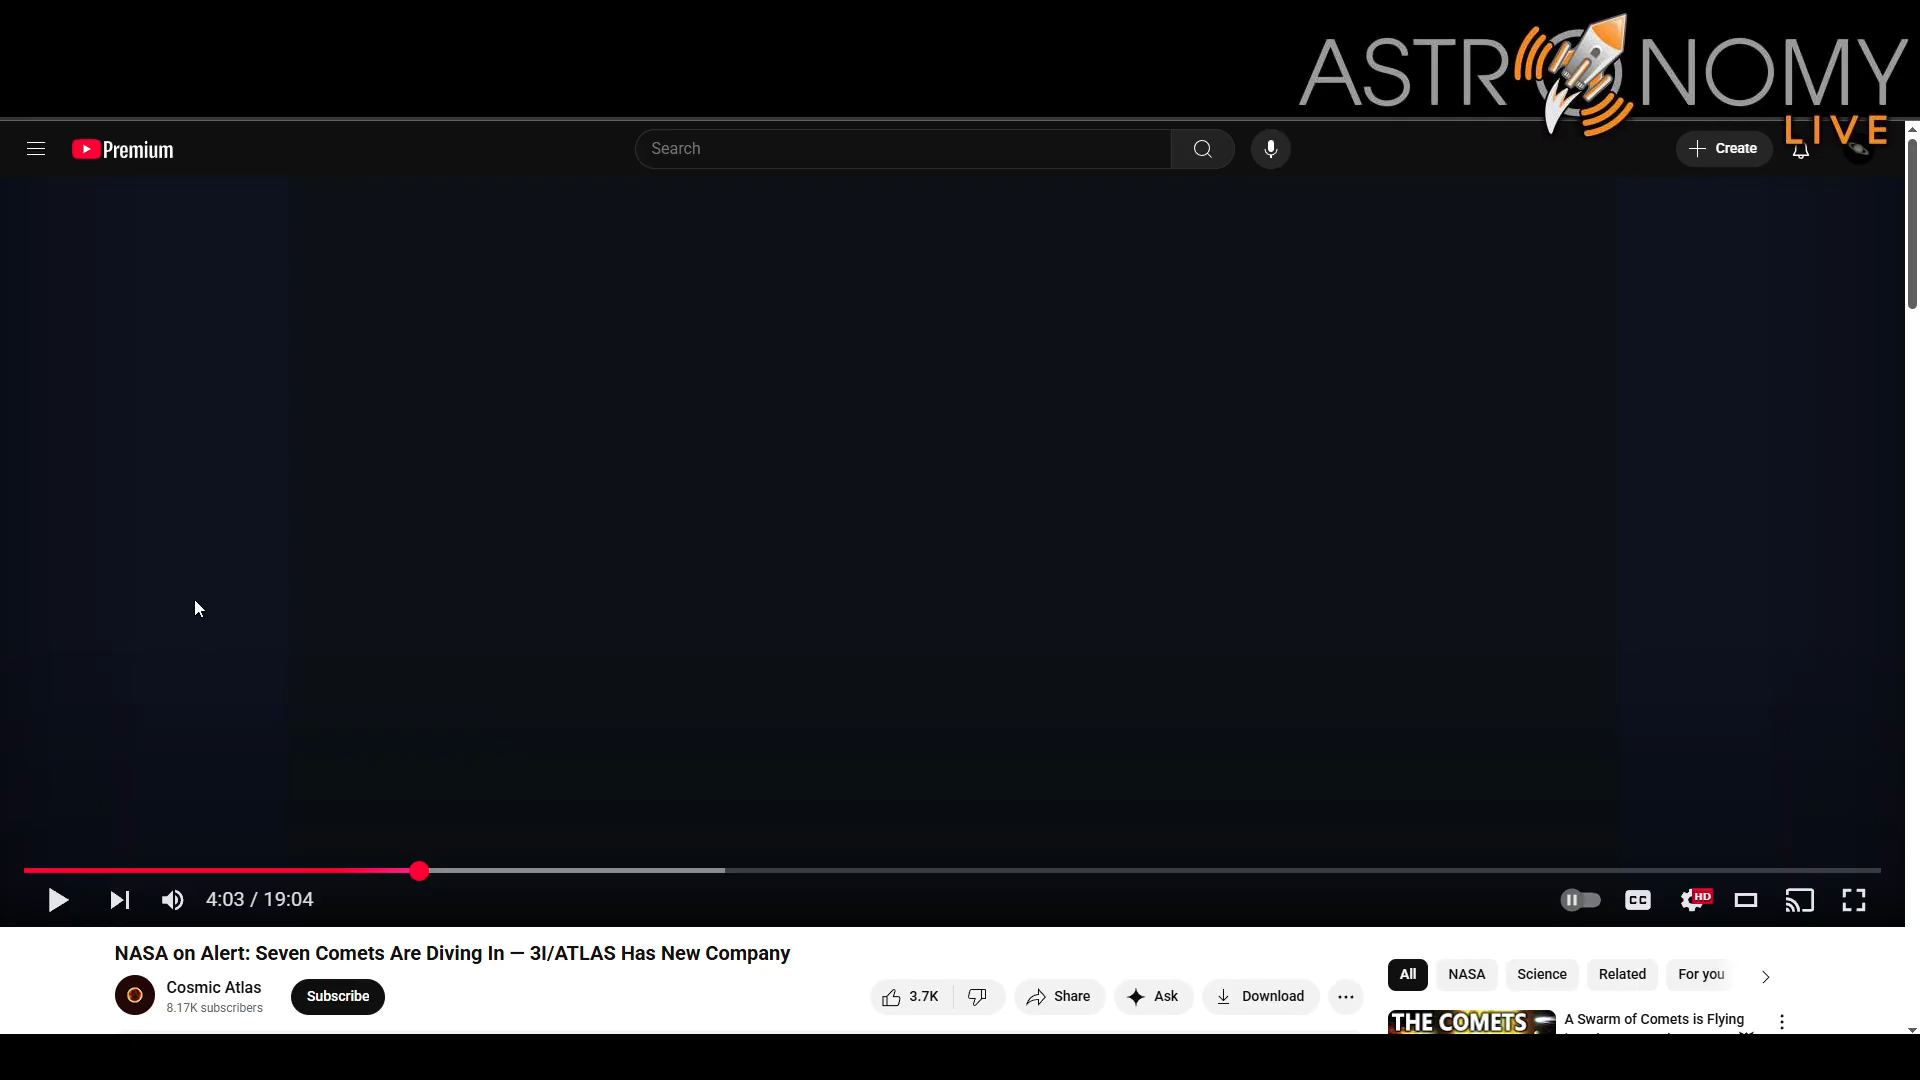 ASTRONOMY
LIVE
Premium
Search
Create
4:03 / 19:04
CC
HD
NASA on Alert: Seven Comets Are Diving In — 3I/ATLAS Has New Company
Cosmic Atlas
8.17K subscribers
Subscribe
3.7K
Share
Ask
Download
All
NASA
Science
Related
For you
THE COMETS
A Swarm of Comets is Flying